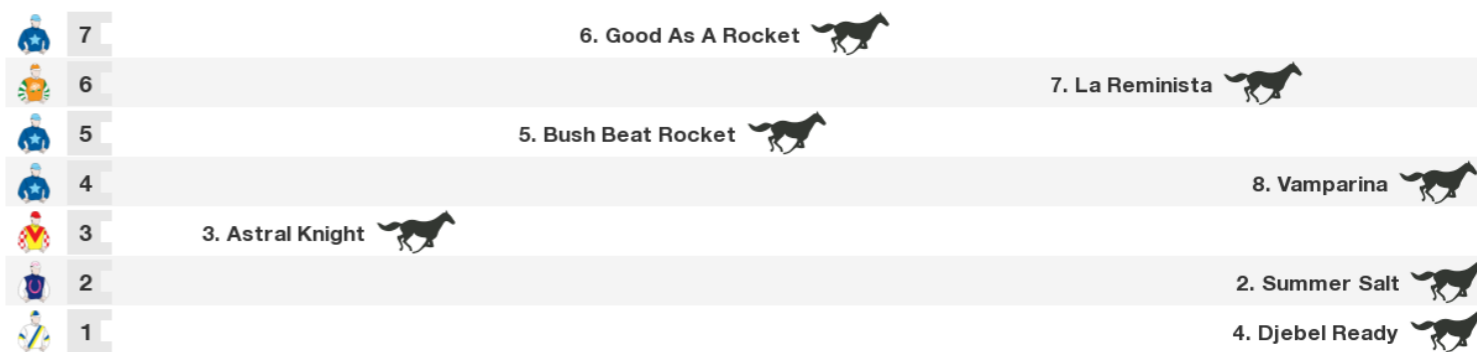 7 6. Good As A Rocket
6 7. La Reminista
5 5. Bush Beat Rocket
4 8. Vamparina
3 3. Astral Knight
2 2. Summer Salt
1 4. Djebel Ready